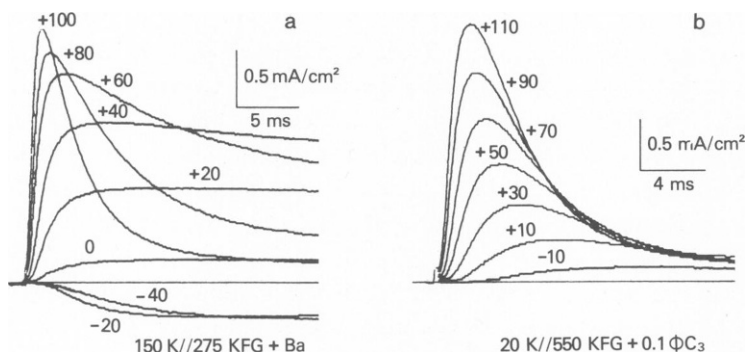 a
+100
+80
+60
+40
+20
0
−40
−20
0.5 mA/cm²
5 ms
150 K//275 KFG + Ba
b
+110
+90
+70
+50
+30
+10
−10
0.5 mA/cm²
4 ms
20 K//550 KFG + 0.1 ΦC₃